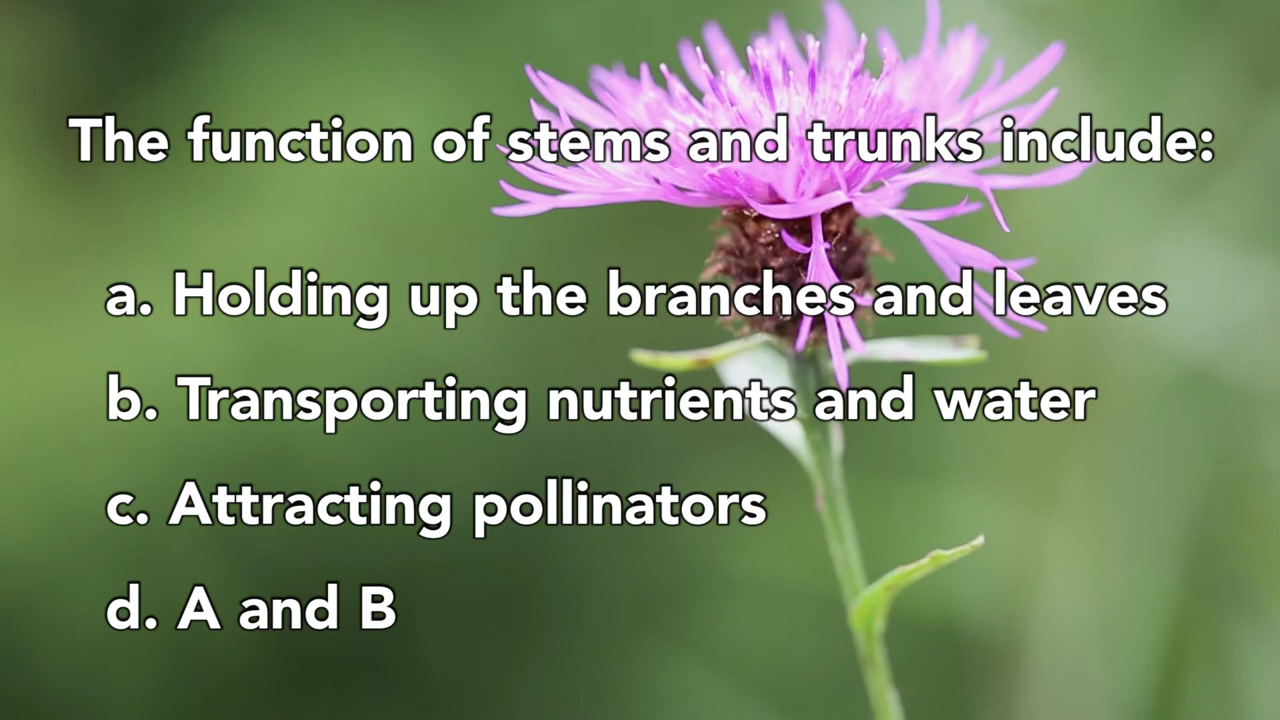 The function of stems and trunks include:
a. Holding up the branches and leaves
b. Transporting nutrients and water
c. Attracting pollinators
d. A and B